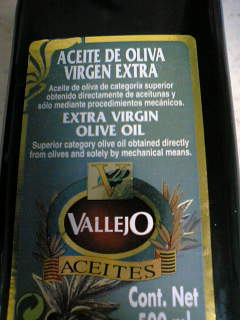 ACEITE DE OLIVA
VIRGEN EXTRA
Aceite de oliva de categoría superior
obtenido directamente de aceitunas y
sólo mediante procedimientos mecánicos.
EXTRA VIRGIN
OLIVE OIL
Superior category olive oil obtained directly
from olives and solely by mechanical means.
V
VALLEJO
ACEITES
Cont. Net
500 ml